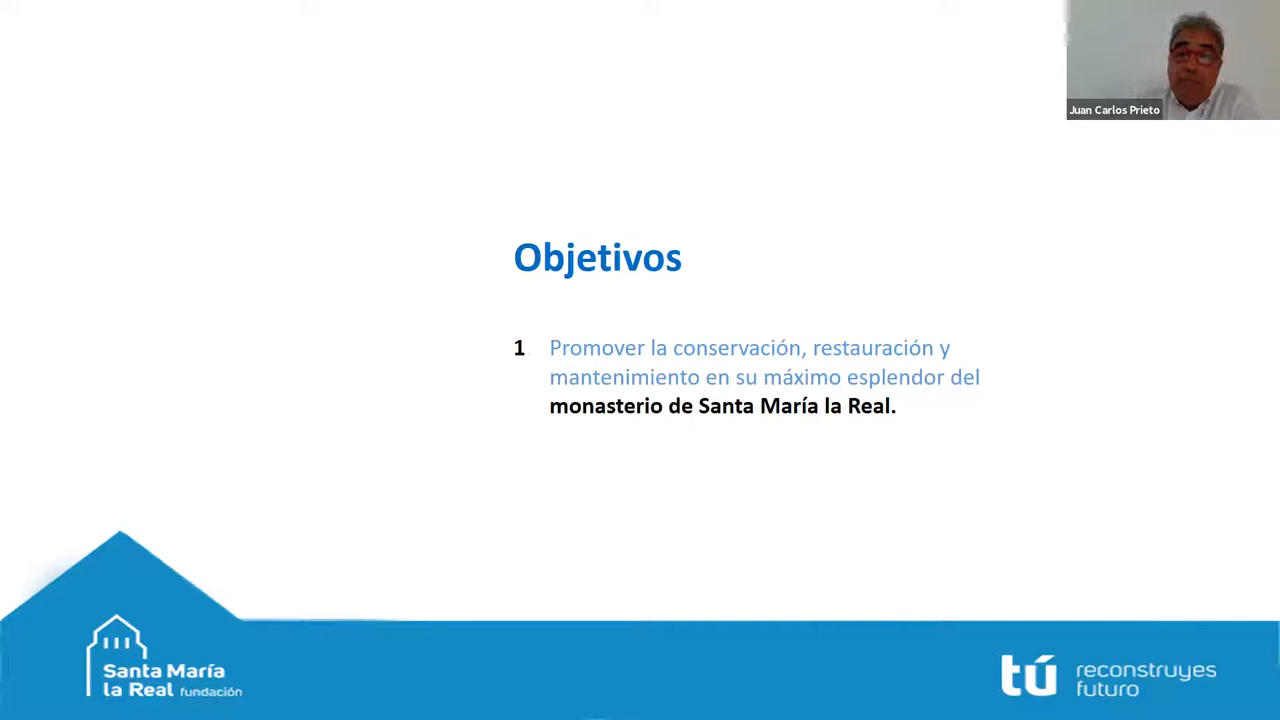 Juan Carlos Prieto
Objetivos
1 Promover la conservación, restauración y
mantenimiento en su máximo esplendor del
monasterio de Santa María la Real.
Santa María
la Real fundación
tú reconstruyes
futuro